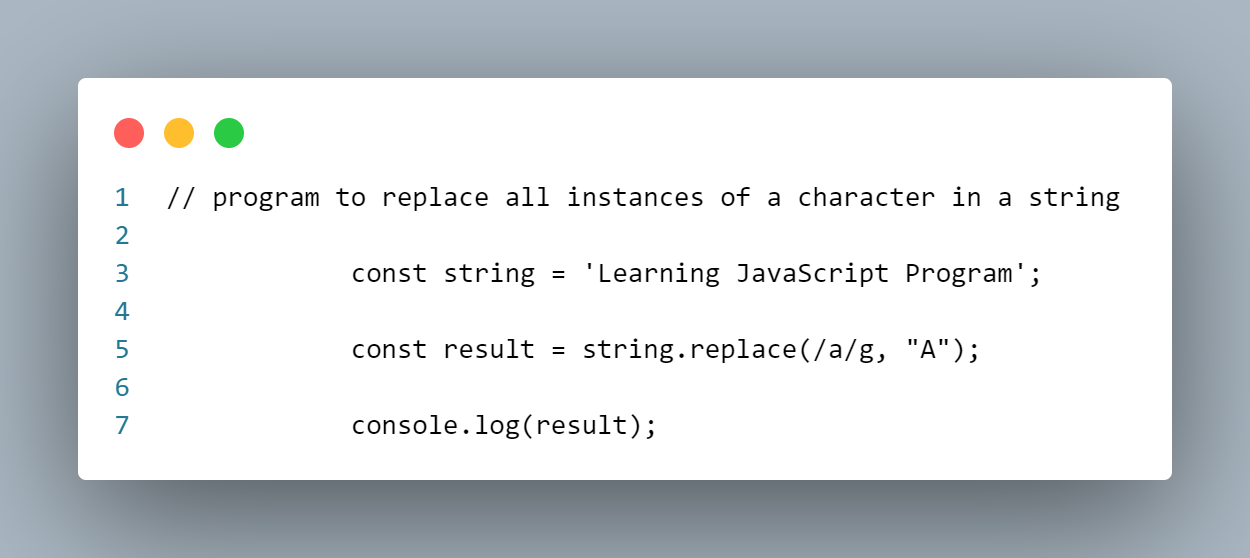 1 // program to replace all instances of a character in a string
2
3 const string = 'Learning JavaScript Program';
4
5 const result = string.replace(/a/g, "A");
6
7 console.log(result);